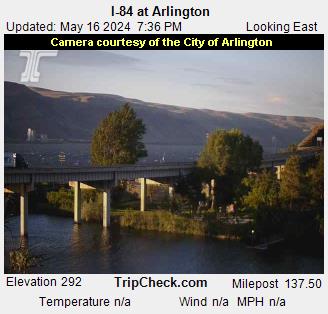 I-84 at Arlington
Updated: May 16 2024 7:36 PM Looking East
Camera courtesy of the City of Arlington
Elevation 292 TripCheck.com Milepost 137.50
Temperature n/a Wind n/a MPH n/a